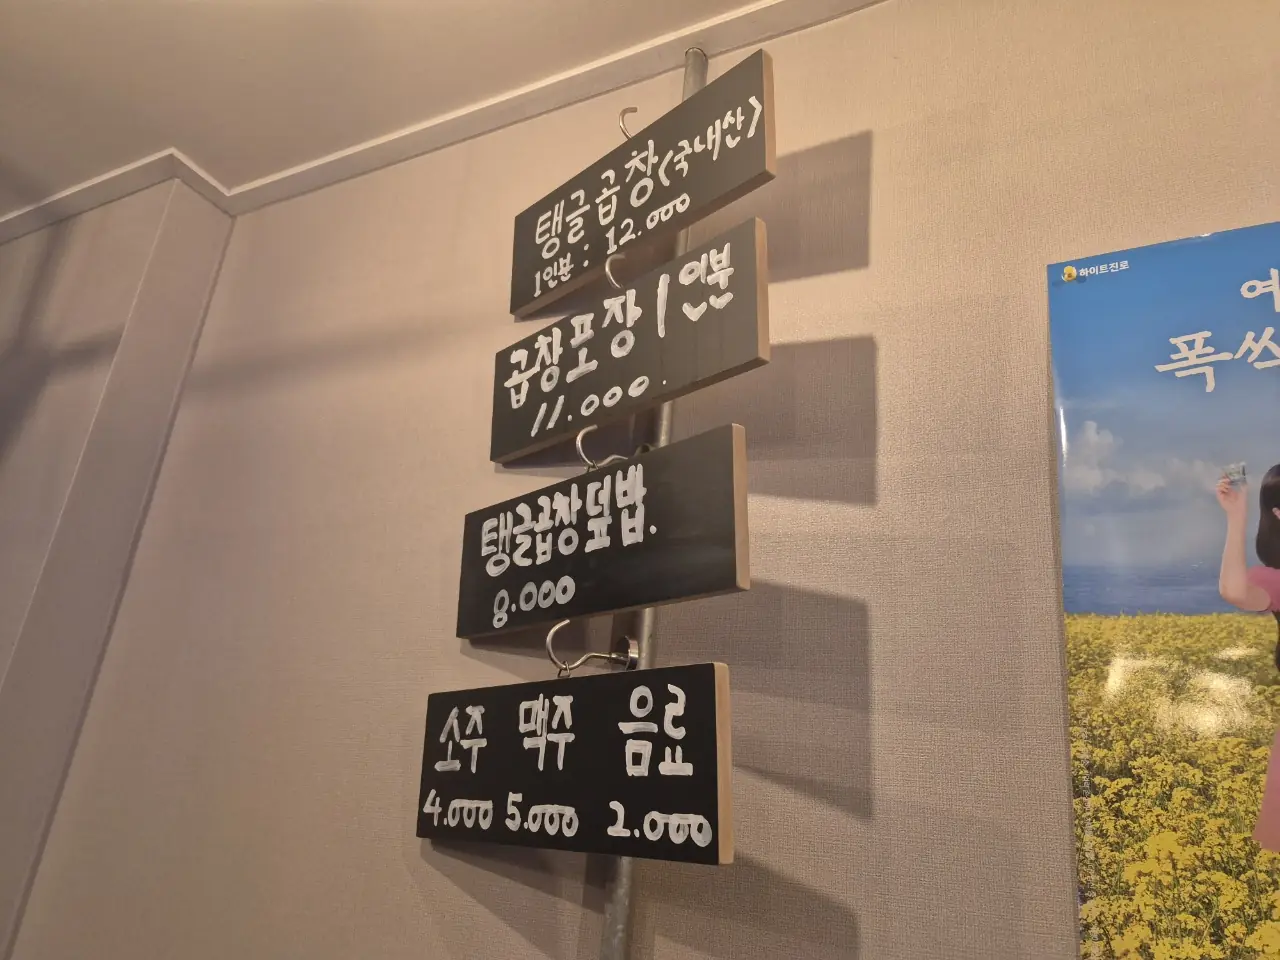 탱글곱창(국내산)
1인분 : 12.000
곱창포장 1인분
11.000.
탱글곱창덮밥.
8.000
소주 맥주 음료
4.000 5.000 2.000
하이트진로